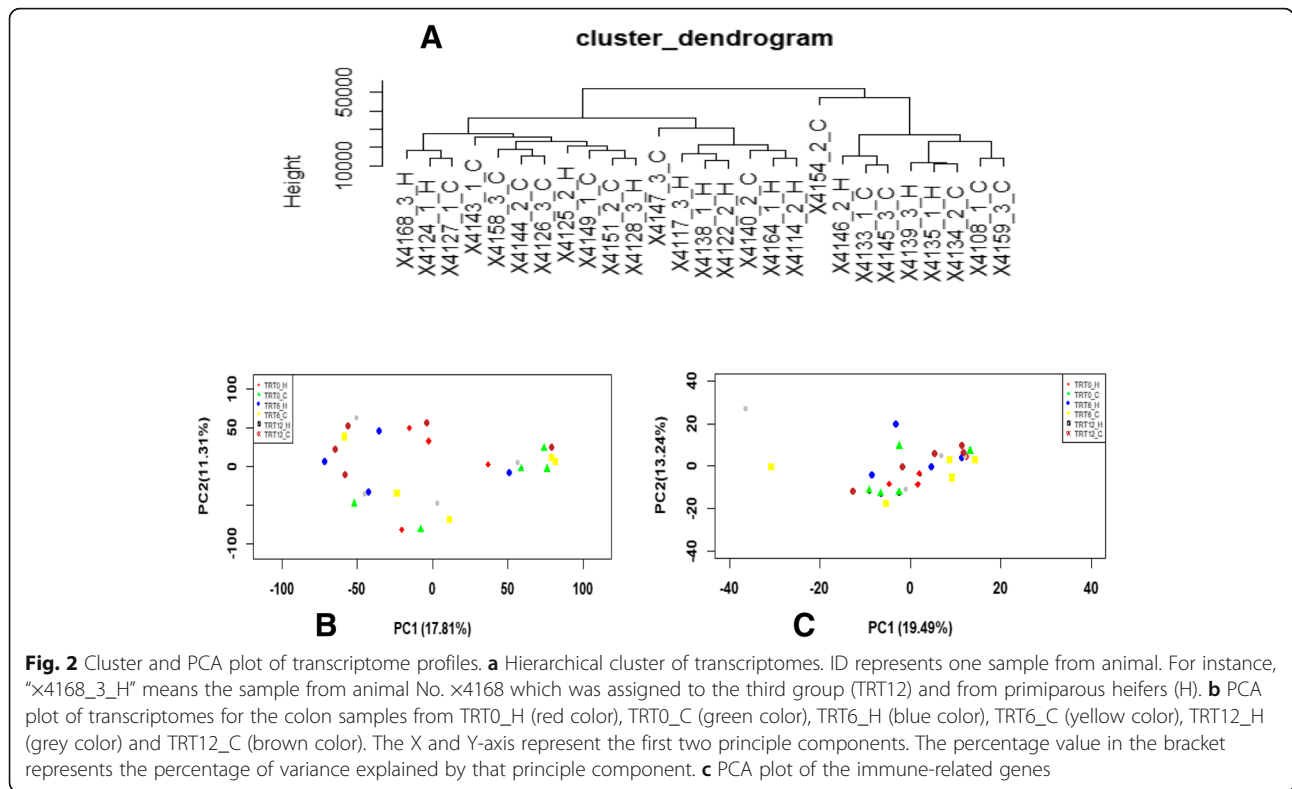 A
cluster_dendrogram
Height
10000
50000
X4168_3_H
X4124_1_H
X4127_1_C
X4143_1_C
X4158_3_C
X4144_2_C
X4126_3_C
X4125_2_H
X4149_1_C
X4151_2_C
X4128_3_H
X4147_3_C
X4117_3_H
X4138_1_H
X4122_2_H
X4140_2_C
X4164_1_H
X4114_2_H
X4154_2_C
X4146_2_H
X4133_1_C
X4145_3_C
X4139_3_H
X4135_1_H
X4134_2_C
X4108_1_C
X4159_3_C
PC2(11.31%)
100
50
0
-100
TRT0_H
TRT0_C
TRT6_H
TRT6_C
TRT12_H
TRT12_C
-100
-50
0
50
100
B
PC1 (17.81%)
PC2(13.24%)
40
20
0
-20
-40
TRT0_H
TRT0_C
TRT6_H
TRT6_C
TRT12_H
TRT12_C
-40
-20
0
20
40
C
PC1 (19.49%)
Fig. 2 Cluster and PCA plot of transcriptome profiles. a Hierarchical cluster of transcriptomes. ID represents one sample from animal. For instance,
“×4168_3_H” means the sample from animal No. ×4168 which was assigned to the third group (TRT12) and from primiparous heifers (H). b PCA
plot of transcriptomes for the colon samples from TRT0_H (red color), TRT0_C (green color), TRT6_H (blue color), TRT6_C (yellow color), TRT12_H
(grey color) and TRT12_C (brown color). The X and Y-axis represent the first two principle components. The percentage value in the bracket
represents the percentage of variance explained by that principle component. c PCA plot of the immune-related genes